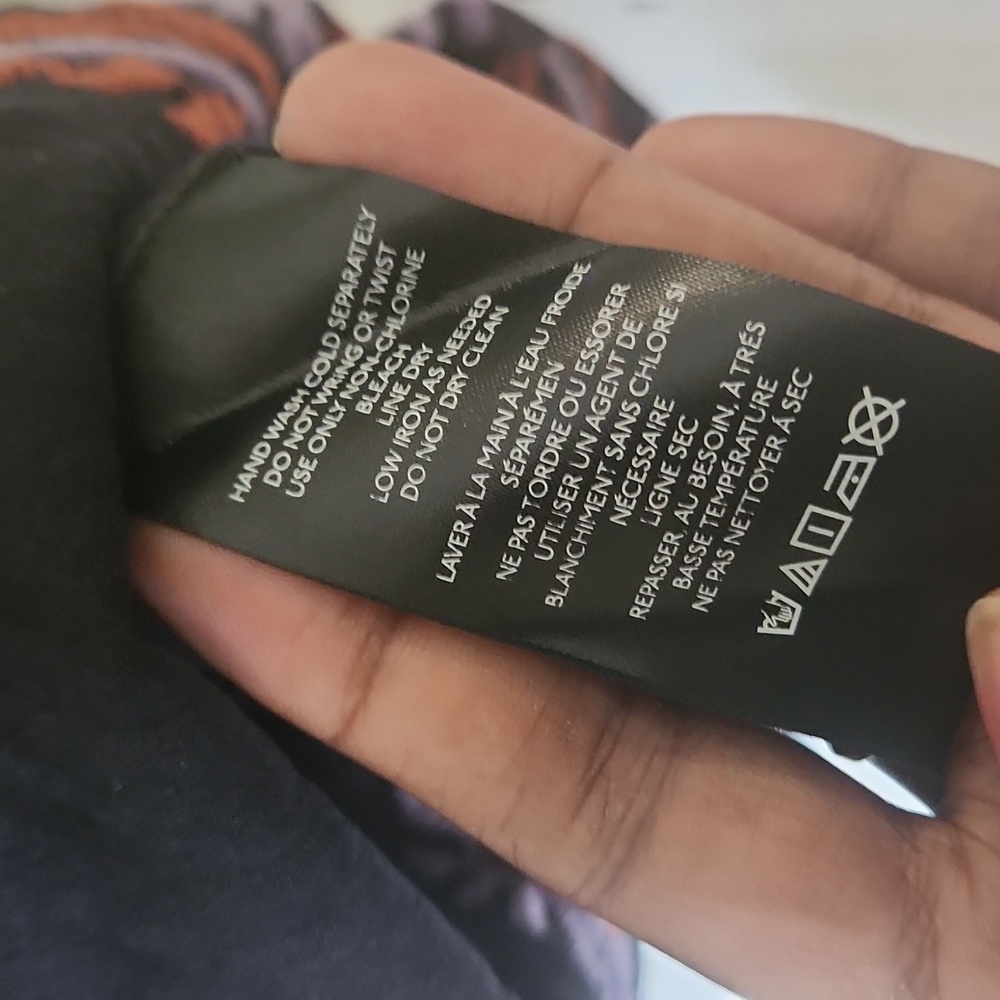 HAND WASH COLD SEPARATELY
DO NOT WRING OR TWIST
USE ONLY NON-CHLORINE
BLEACH
LINE DRY
LOW IRON AS NEEDED
DO NOT DRY CLEAN
LAVER À LA MAIN À L'EAU FROIDE
SÉPARÉMEN
NE PAS TORDRE OU ESSORER
UTILISER UN AGENT DE
BLANCHIMENT SANS CHLORE SI
NÉCESSAIRE
LIGNE SEC
REPASSER AU BESOIN, À TRÉS
BASSE TEMPÉRATURE
NE PAS NETTOYER Á SEC